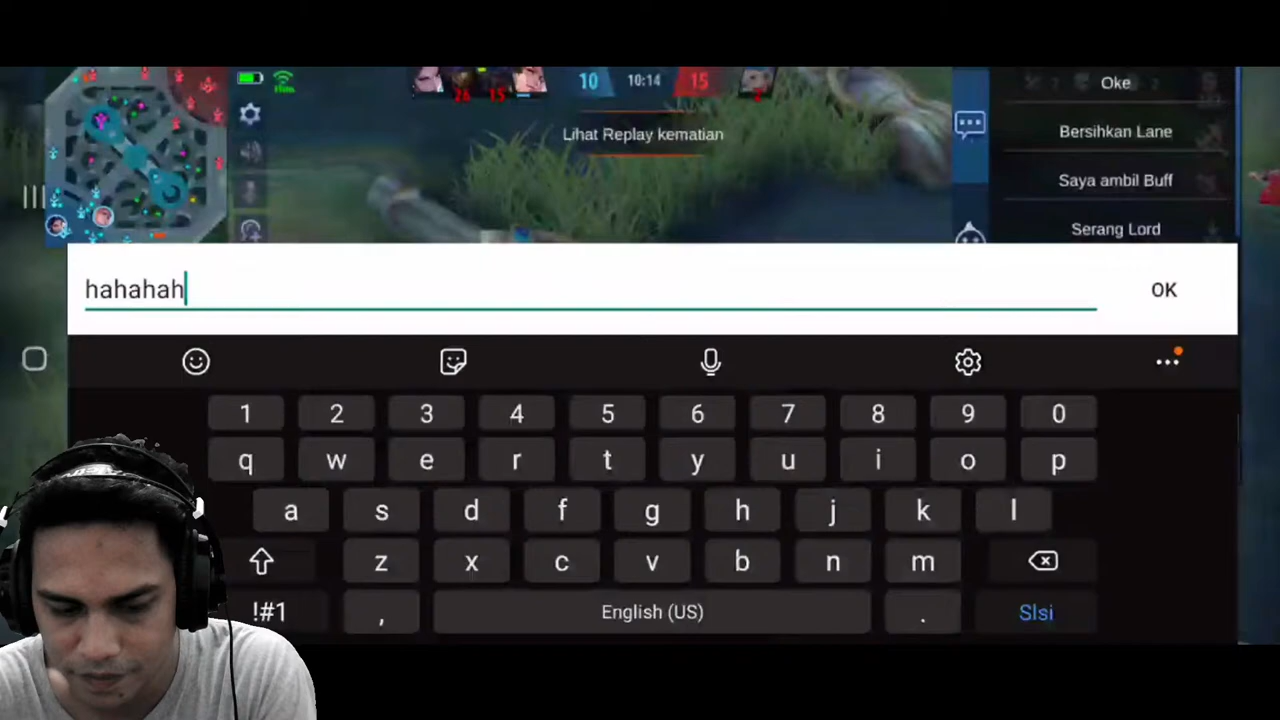 10 10:14 15
Oke
Lihat Replay kematian
Bersihkan Lane
Saya ambil Buff
Serang Lord
hahahah
OK
1 2 3 4 5 6 7 8 9 0
q w e r t y u i o p
a s d f g h j k l
z x c v b n m
!#1 , English (US) . Slsi